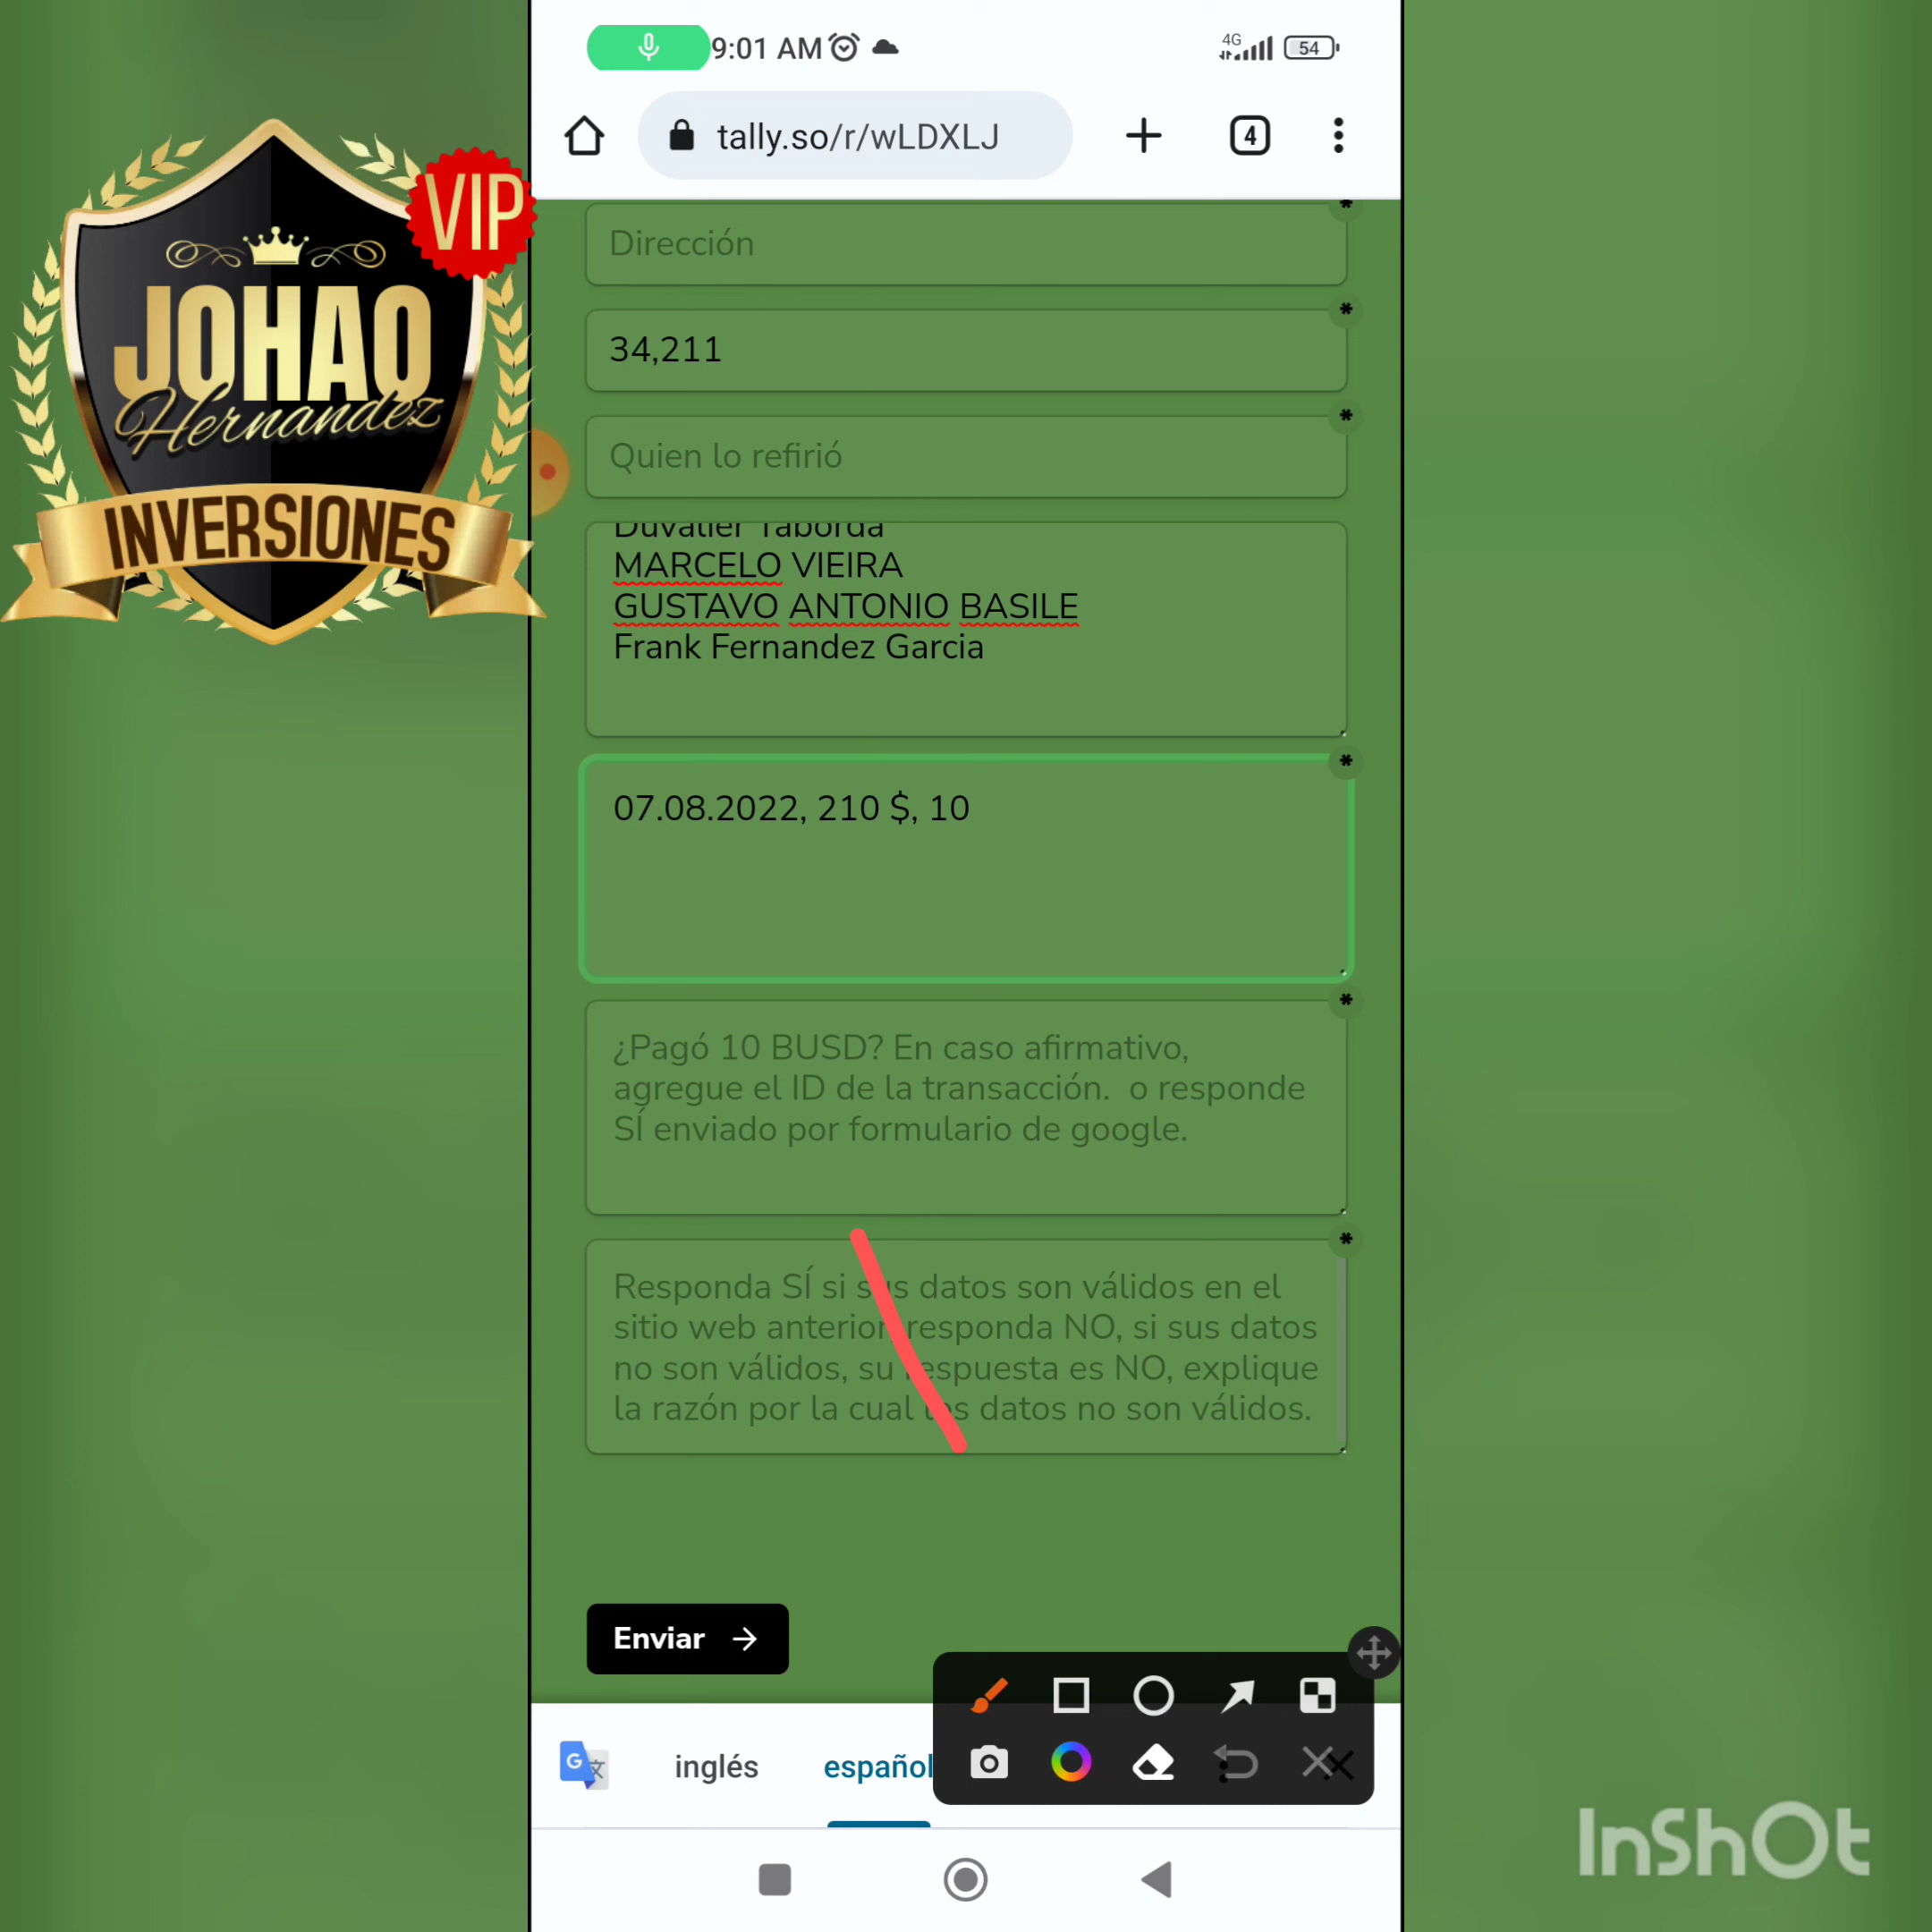 VIP
JOHAO
Hernandez
INVERSIONES
9:01 AM
4G
54
tally.so/r/wLDXLJ
4
Dirección
*
34,211
*
Quien lo refirió
*
Duvalier Taborda
MARCELO VIEIRA
GUSTAVO ANTONIO BASILE
Frank Fernandez Garcia
*
07.08.2022, 210 $, 10
*
¿Pagó 10 BUSD? En caso afirmativo,
agregue el ID de la transacción. o responde
SÍ enviado por formulario de google.
*
Responda SÍ si sus datos son válidos en el
sitio web anterior, responda NO, si sus datos
no son válidos, su respuesta es NO, explique
la razón por la cual los datos no son válidos.
Enviar →
G 文
inglés
español
InShOt